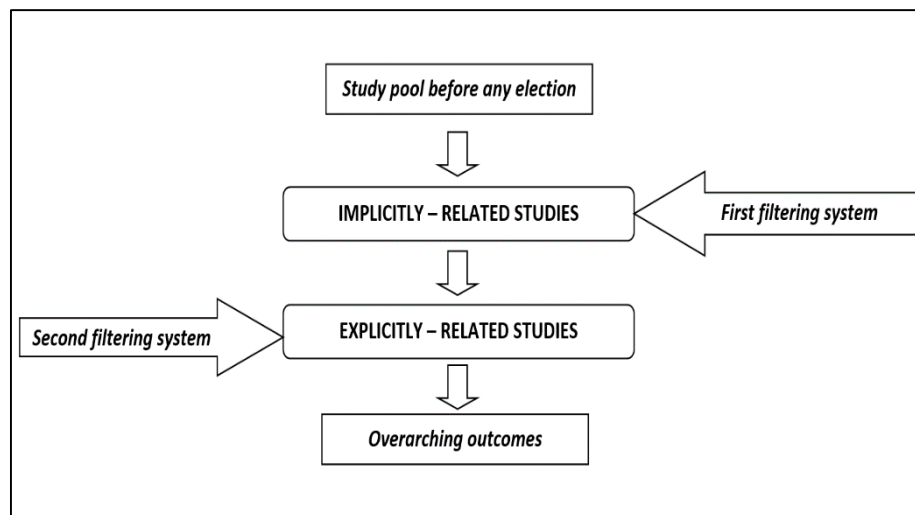 Study pool before any election
IMPLICITLY – RELATED STUDIES
First filtering system
EXPLICITLY – RELATED STUDIES
Second filtering system
Overarching outcomes